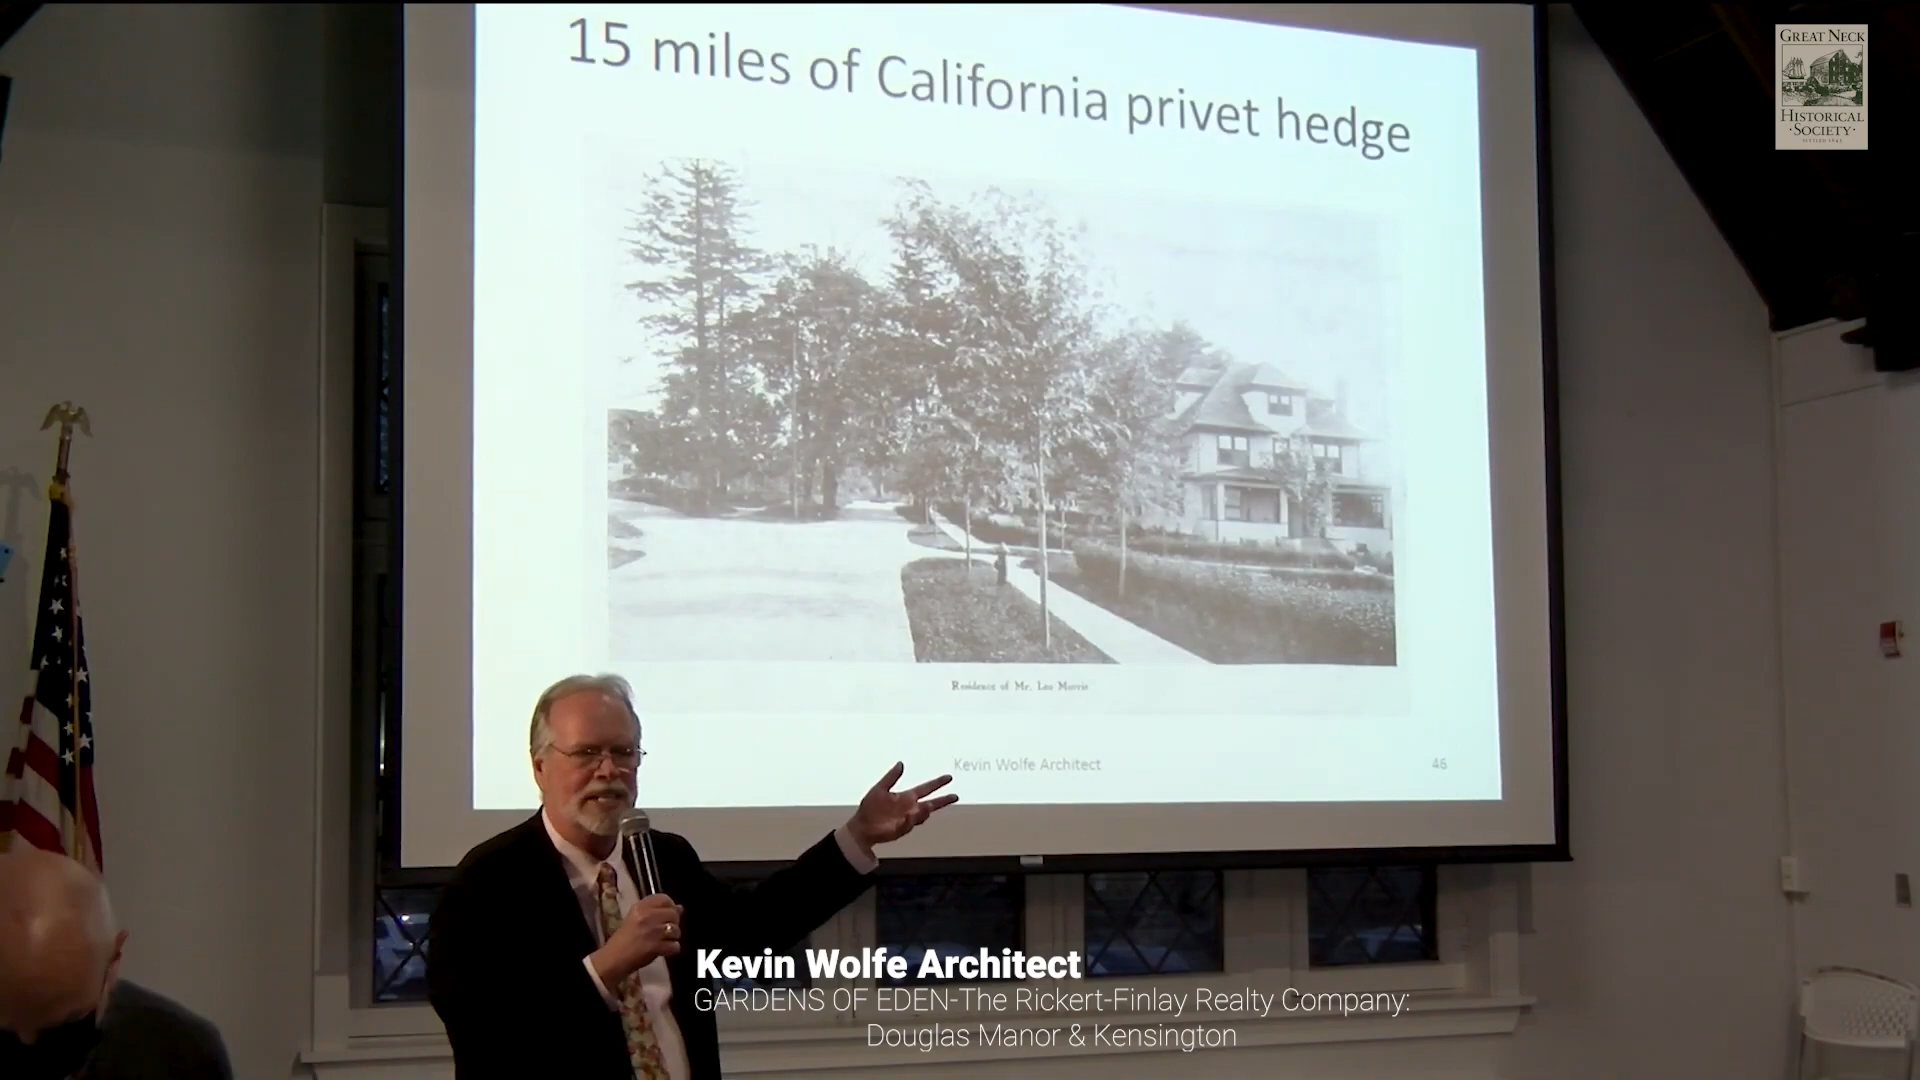 15 miles of California privet hedge
GREAT NECK
HISTORICAL
·SOCIETY·
Residence of Mr. Lou Morris
Kevin Wolfe Architect
46
Kevin Wolfe Architect
GARDENS OF EDEN-The Rickert-Finlay Realty Company:
Douglas Manor & Kensington